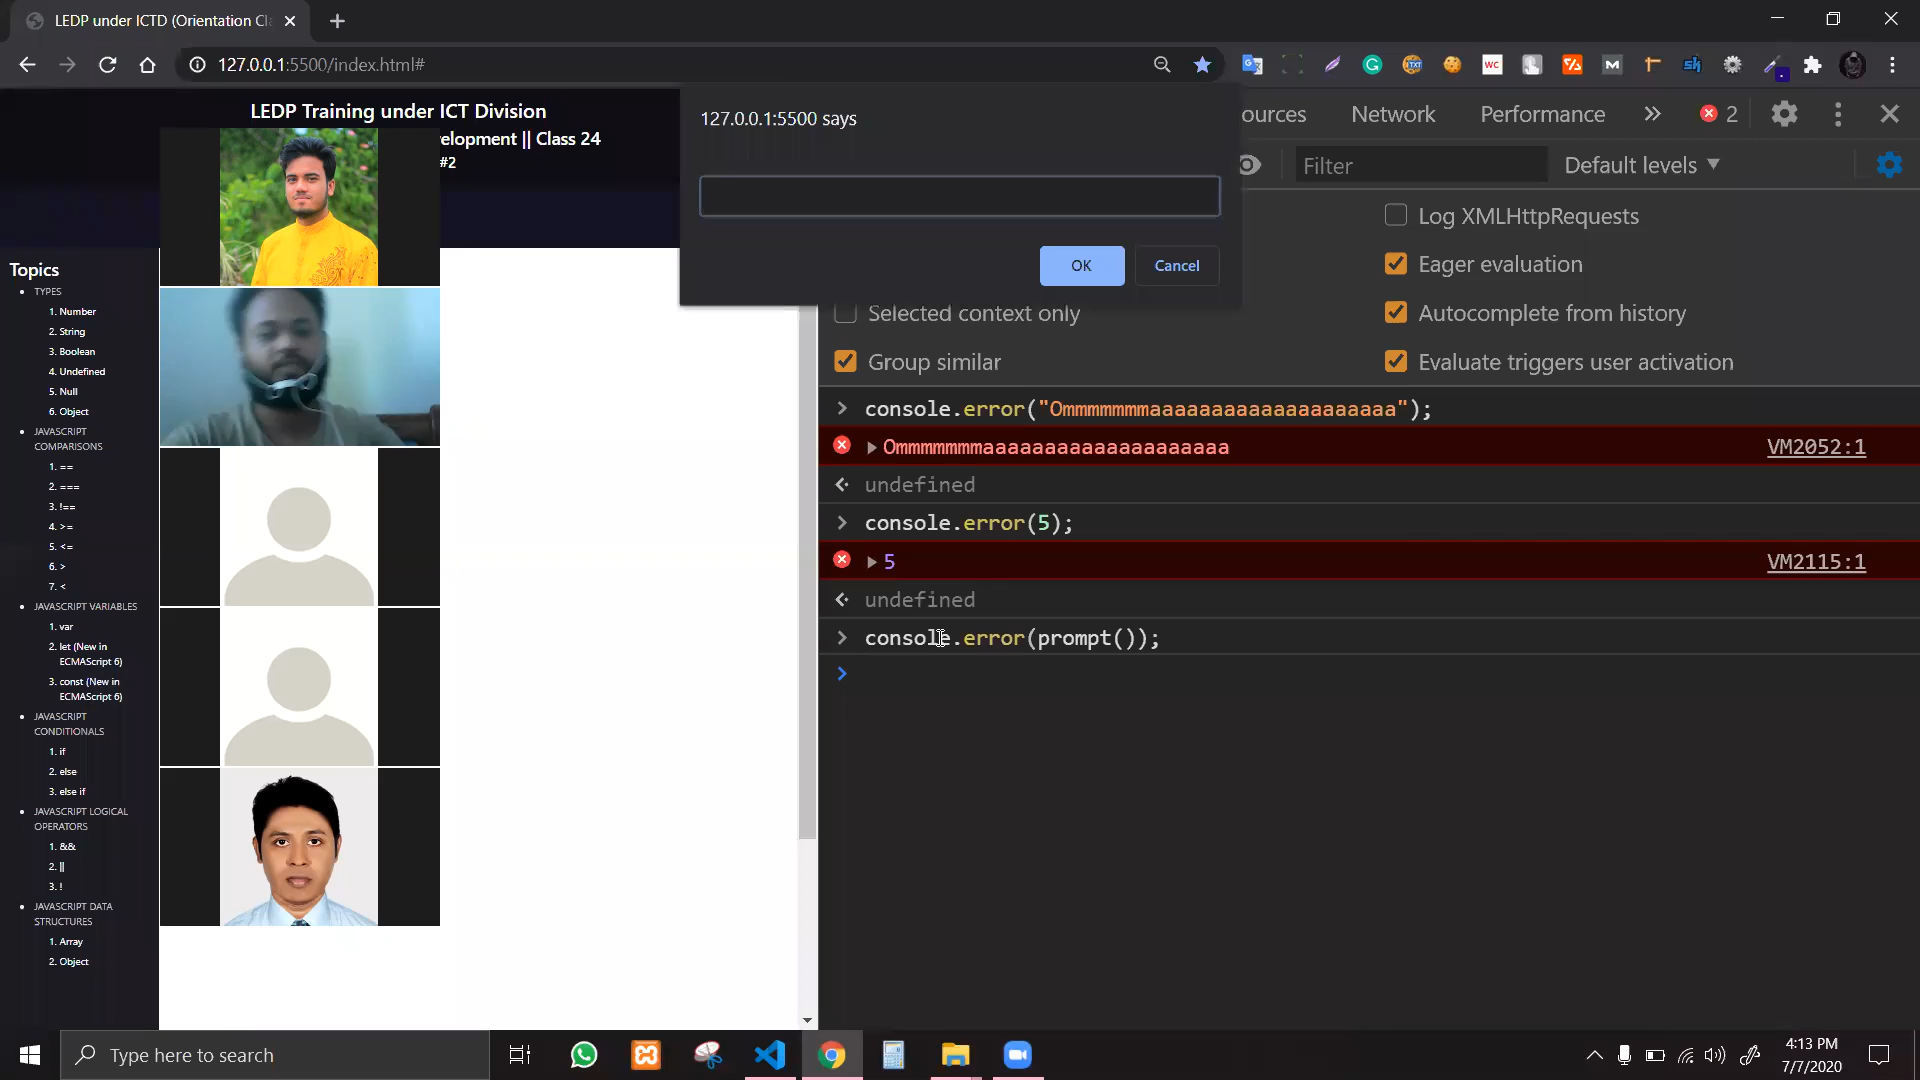 LEDP under ICTD (Orientation Cla
127.0.0.1:5500/index.html#
LEDP Training under ICT Division
elopment || Class 24
#2
Topics
TYPES
1. Number
2. String
3. Boolean
4. Undefined
5. Null
6. Object
JAVASCRIPT
COMPARISONS
1. ==
2. ===
3. !==
4. >=
5. <=
6. >
7. <
JAVASCRIPT VARIABLES
1. var
2. let (New in
ECMAScript 6)
3. const (New in
ECMAScript 6)
JAVASCRIPT
CONDITIONALS
1. if
2. else
3. else if
JAVASCRIPT LOGICAL
OPERATORS
1. &&
2. ||
3. !
JAVASCRIPT DATA
STRUCTURES
1. Array
2. Object
127.0.0.1:5500 says
OK Cancel
ources Network Performance 2
Filter Default levels
Log XMLHttpRequests
Eager evaluation
Selected context only Autocomplete from history
Group similar Evaluate triggers user activation
console.error("Ommmmmmmaaaaaaaaaaaaaaaaaaaa");
Ommmmmmmaaaaaaaaaaaaaaaaaaaa VM2052:1
undefined
console.error(5);
5 VM2115:1
undefined
console.error(prompt());
Type here to search
4:13 PM
7/7/2020